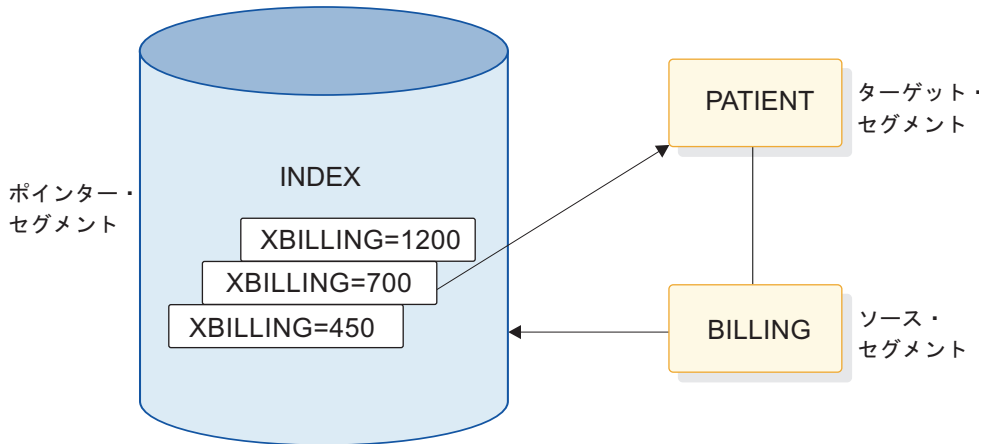 ポインター・
セグメント
INDEX
XBILLING=1200
XBILLING=700
XBILLING=450
PATIENT
ターゲット・
セグメント
BILLING
ソース・
セグメント